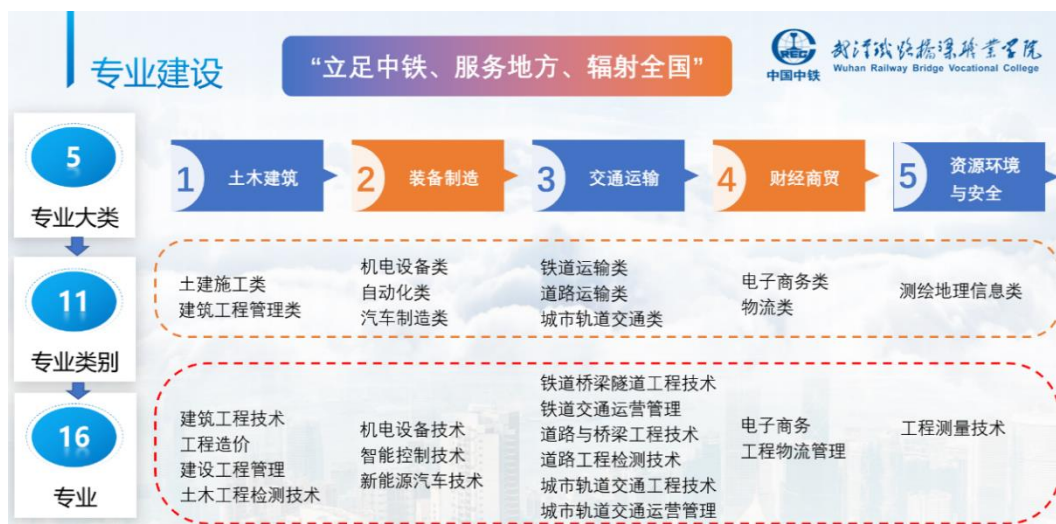 专业建设
“立足中铁、服务地方、辐射全国”
中国中铁
武汉铁路桥梁职业学院
Wuhan Railway Bridge Vocational College
5
专业大类
1 土木建筑
2 装备制造
3 交通运输
4 财经商贸
5 资源环境
与安全
11
专业类别
土建施工类
建筑工程管理类
机电设备类
自动化类
汽车制造类
铁道运输类
道路运输类
城市轨道交通类
电子商务类
物流类
测绘地理信息类
16
专业
建筑工程技术
工程造价
建设工程管理
土木工程检测技术
机电设备技术
智能控制技术
新能源汽车技术
铁道桥梁隧道工程技术
铁道交通运营管理
道路与桥梁工程技术
道路工程检测技术
城市轨道交通工程技术
城市轨道交通运营管理
电子商务
工程物流管理
工程测量技术